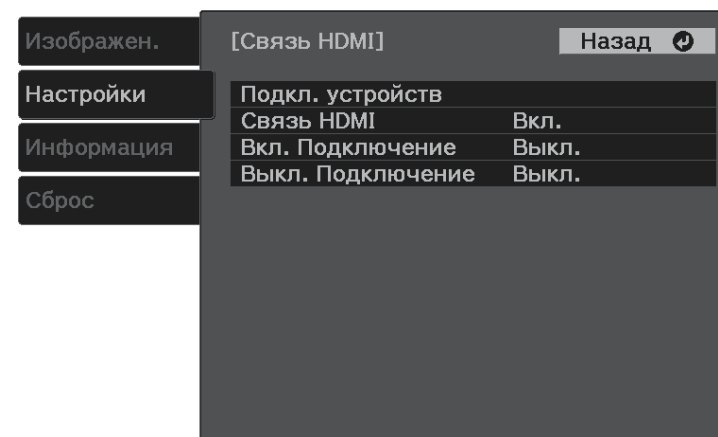 Изображен.
Настройки
Информация
Сброс
[Связь HDMI]
Назад
Подкл. устройств
Связь HDMI Вкл.
Вкл. Подключение Выкл.
Выкл. Подключение Выкл.